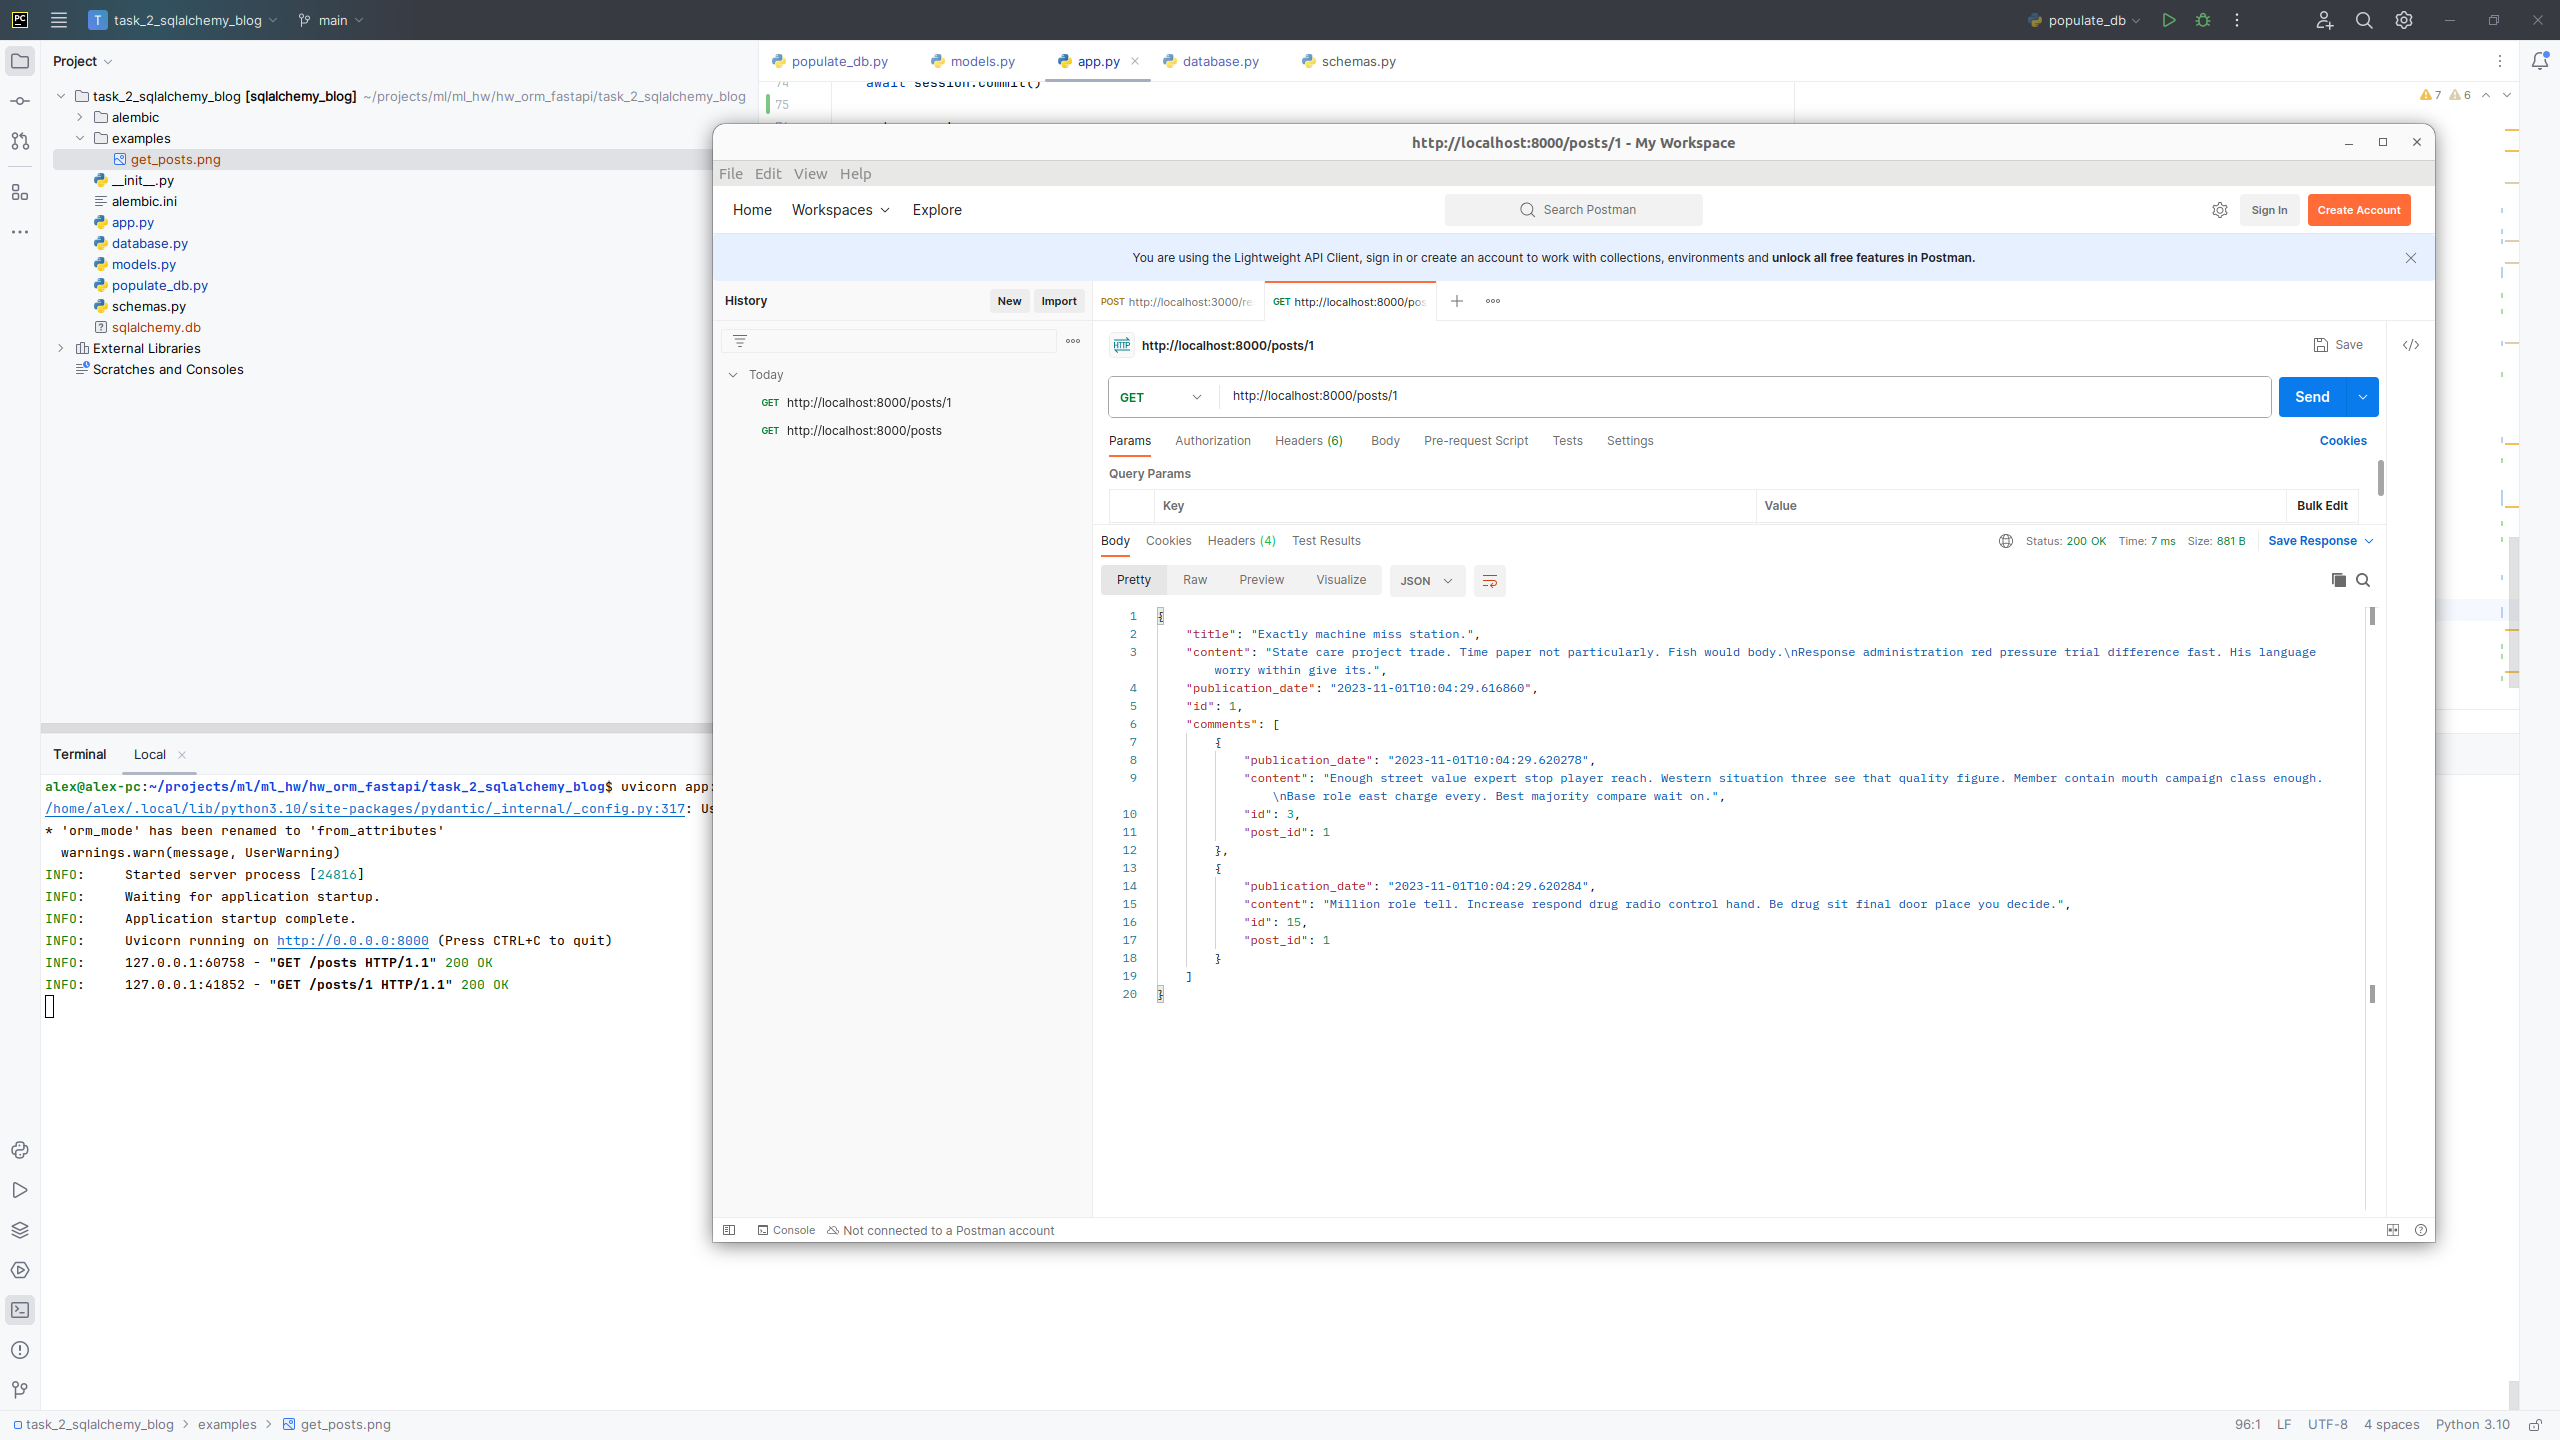 PC
T task_2_sqlalchemy_blog
main
populate_db
Project
task_2_sqlalchemy_blog [sqlalchemy_blog] ~/projects/ml/ml_hw/hw_orm_fastapi/task_2_sqlalchemy_blog
alembic
examples
get_posts.png
__init__.py
alembic.ini
app.py
database.py
models.py
populate_db.py
schemas.py
sqlalchemy.db
External Libraries
Scratches and Consoles
populate_db.py models.py app.py database.py schemas.py
74 await session.commit()
75
7 6
http://localhost:8000/posts/1 - My Workspace
File Edit View Help
Home Workspaces Explore
Search Postman
Sign In Create Account
You are using the Lightweight API Client, sign in or create an account to work with collections, environments and unlock all free features in Postman.
History
New Import
POST http://localhost:3000/re GET http://localhost:8000/pos
Today
GET http://localhost:8000/posts/1
GET http://localhost:8000/posts
HTTP http://localhost:8000/posts/1
Save
GET http://localhost:8000/posts/1 Send
Params Authorization Headers (6) Body Pre-request Script Tests Settings Cookies
Query Params
Key Value Bulk Edit
Body Cookies Headers (4) Test Results Status: 200 OK Time: 7 ms Size: 881 B Save Response
Pretty Raw Preview Visualize JSON
1 {
2 "title": "Exactly machine miss station.",
3 "content": "State care project trade. Time paper not particularly. Fish would body.\nResponse administration red pressure trial difference fast. His language
worry within give its.",
4 "publication_date": "2023-11-01T10:04:29.616860",
5 "id": 1,
6 "comments": [
7 {
8 "publication_date": "2023-11-01T10:04:29.620278",
9 "content": "Enough street value expert stop player reach. Western situation three see that quality figure. Member contain mouth campaign class enough.
\nBase role east charge every. Best majority compare wait on.",
10 "id": 3,
11 "post_id": 1
12 },
13 {
14 "publication_date": "2023-11-01T10:04:29.620284",
15 "content": "Million role tell. Increase respond drug radio control hand. Be drug sit final door place you decide.",
16 "id": 15,
17 "post_id": 1
18 }
19 ]
20 }
Console Not connected to a Postman account
Terminal Local
alex@alex-pc:~/projects/ml/ml_hw/hw_orm_fastapi/task_2_sqlalchemy_blog$ uvicorn app:
/home/alex/.local/lib/python3.10/site-packages/pydantic/_internal/_config.py:317: Us
* 'orm_mode' has been renamed to 'from_attributes'
warnings.warn(message, UserWarning)
INFO: Started server process [24816]
INFO: Waiting for application startup.
INFO: Application startup complete.
INFO: Uvicorn running on http://0.0.0.0:8000 (Press CTRL+C to quit)
INFO: 127.0.0.1:60758 - "GET /posts HTTP/1.1" 200 OK
INFO: 127.0.0.1:41852 - "GET /posts/1 HTTP/1.1" 200 OK
task_2_sqlalchemy_blog > examples > get_posts.png
96:1 LF UTF-8 4 spaces Python 3.10